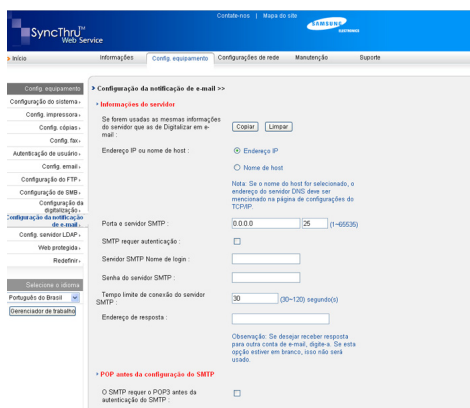 Contate-nos | Mapa do site
SAMSUNG
ELECTRONICS
SyncThru™
Web Service
Início
Informações
Config. equipamento
Configurações de rede
Manutenção
Suporte
Config. equipamento
Configuração do sistema
Config. impressora
Config. cópias
Config. fax
Autenticação de usuário
Config. email
Configuração do FTP
Configuração de SMB
Configuração da
digitalização
Configuração da notificação
de e-mail
Config. servidor LDAP
Web protegida
Redefinir
Selecione o idioma
Português do Brasil
Gerenciador de trabalho
Configuração da notificação de e-mail >>
Informações do servidor
Se forem usadas as mesmas informações
do servidor que as de Digitalizar em e-
mail :
Copiar
Limpar
Endereço IP ou nome de host :
Endereço IP
Nome de host
Nota: Se o nome do host for selecionado, o
endereço do servidor DNS deve ser
mencionado na página de configurações do
TCP/IP.
Porta e servidor SMTP :
0.0.0.0
25
(1~65535)
SMTP requer autenticação :
Servidor SMTP Nome de login :
Senha do servidor SMTP :
Tempo limite de conexão do servidor
SMTP :
30
(30~120) segundo(s)
Endereço de resposta :
Observação: Se desejar receber resposta
para outra conta de e-mail, digite-a. Se esta
opção estiver em branco, isso não será
usado.
POP antes da configuração do SMTP
O SMTP requer o POP3 antes da
autenticação do SMTP :